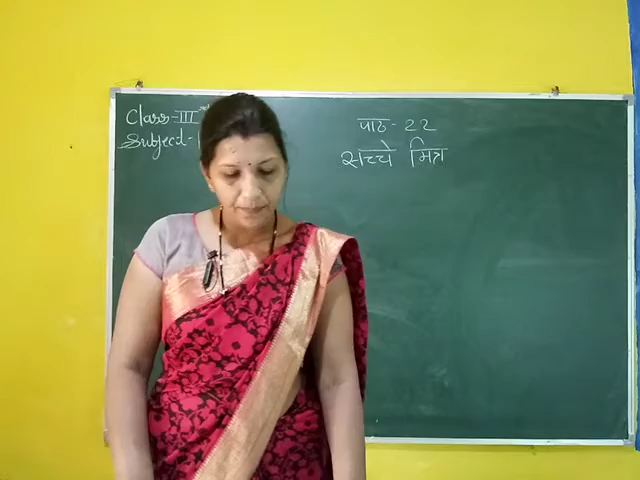 Class-III
Subject-
पाठ - 22
सच्चे मित्र